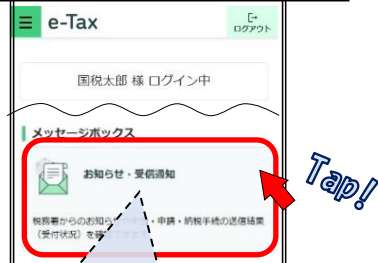 e-Tax
ログアウト
国税太郎 様 ログイン中
メッセージボックス
お知らせ・受信通知
Tap!
税務署からのお知らせ 申請・納税手続の送信結果
（受付状況）を確